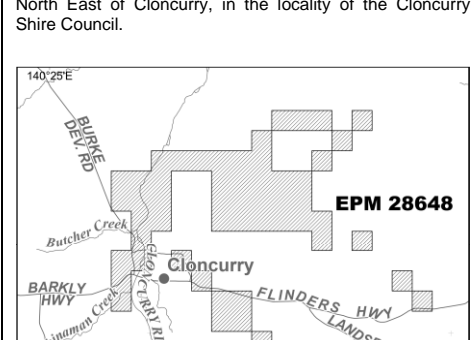 North East of Cloncurry, in the locality of the Cloncurry
Shire Council.
140°25'E
BURKE
DEV. RD
EPM 28648
Butcher Creek
Cloncurry
BARKLY
HWY
FLINDERS HWY
CLONCURRY